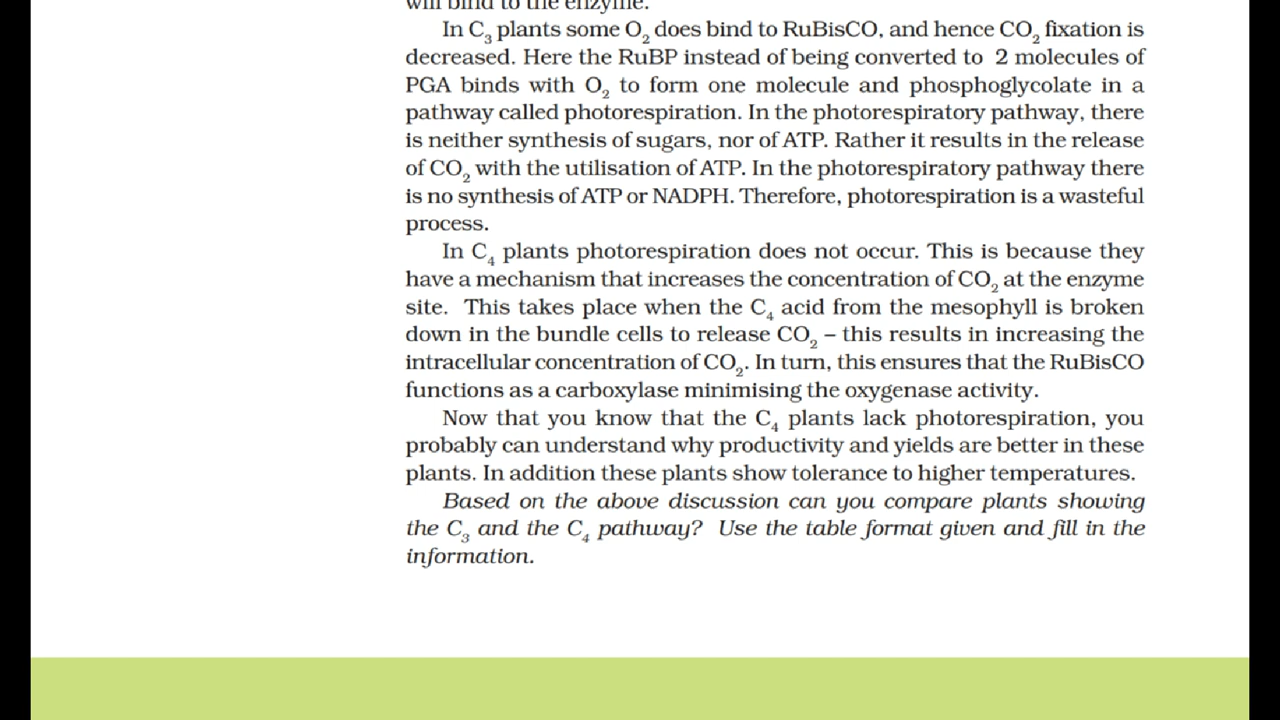 will bind to the enzyme.
In C₃ plants some O₂ does bind to RuBisCO, and hence CO₂ fixation is
decreased. Here the RuBP instead of being converted to 2 molecules of
PGA binds with O₂ to form one molecule and phosphoglycolate in a
pathway called photorespiration. In the photorespiratory pathway, there
is neither synthesis of sugars, nor of ATP. Rather it results in the release
of CO₂ with the utilisation of ATP. In the photorespiratory pathway there
is no synthesis of ATP or NADPH. Therefore, photorespiration is a wasteful
process.
In C₄ plants photorespiration does not occur. This is because they
have a mechanism that increases the concentration of CO₂ at the enzyme
site. This takes place when the C₄ acid from the mesophyll is broken
down in the bundle cells to release CO₂ – this results in increasing the
intracellular concentration of CO₂. In turn, this ensures that the RuBisCO
functions as a carboxylase minimising the oxygenase activity.
Now that you know that the C₄ plants lack photorespiration, you
probably can understand why productivity and yields are better in these
plants. In addition these plants show tolerance to higher temperatures.
Based on the above discussion can you compare plants showing
the C₃ and the C₄ pathway? Use the table format given and fill in the
information.